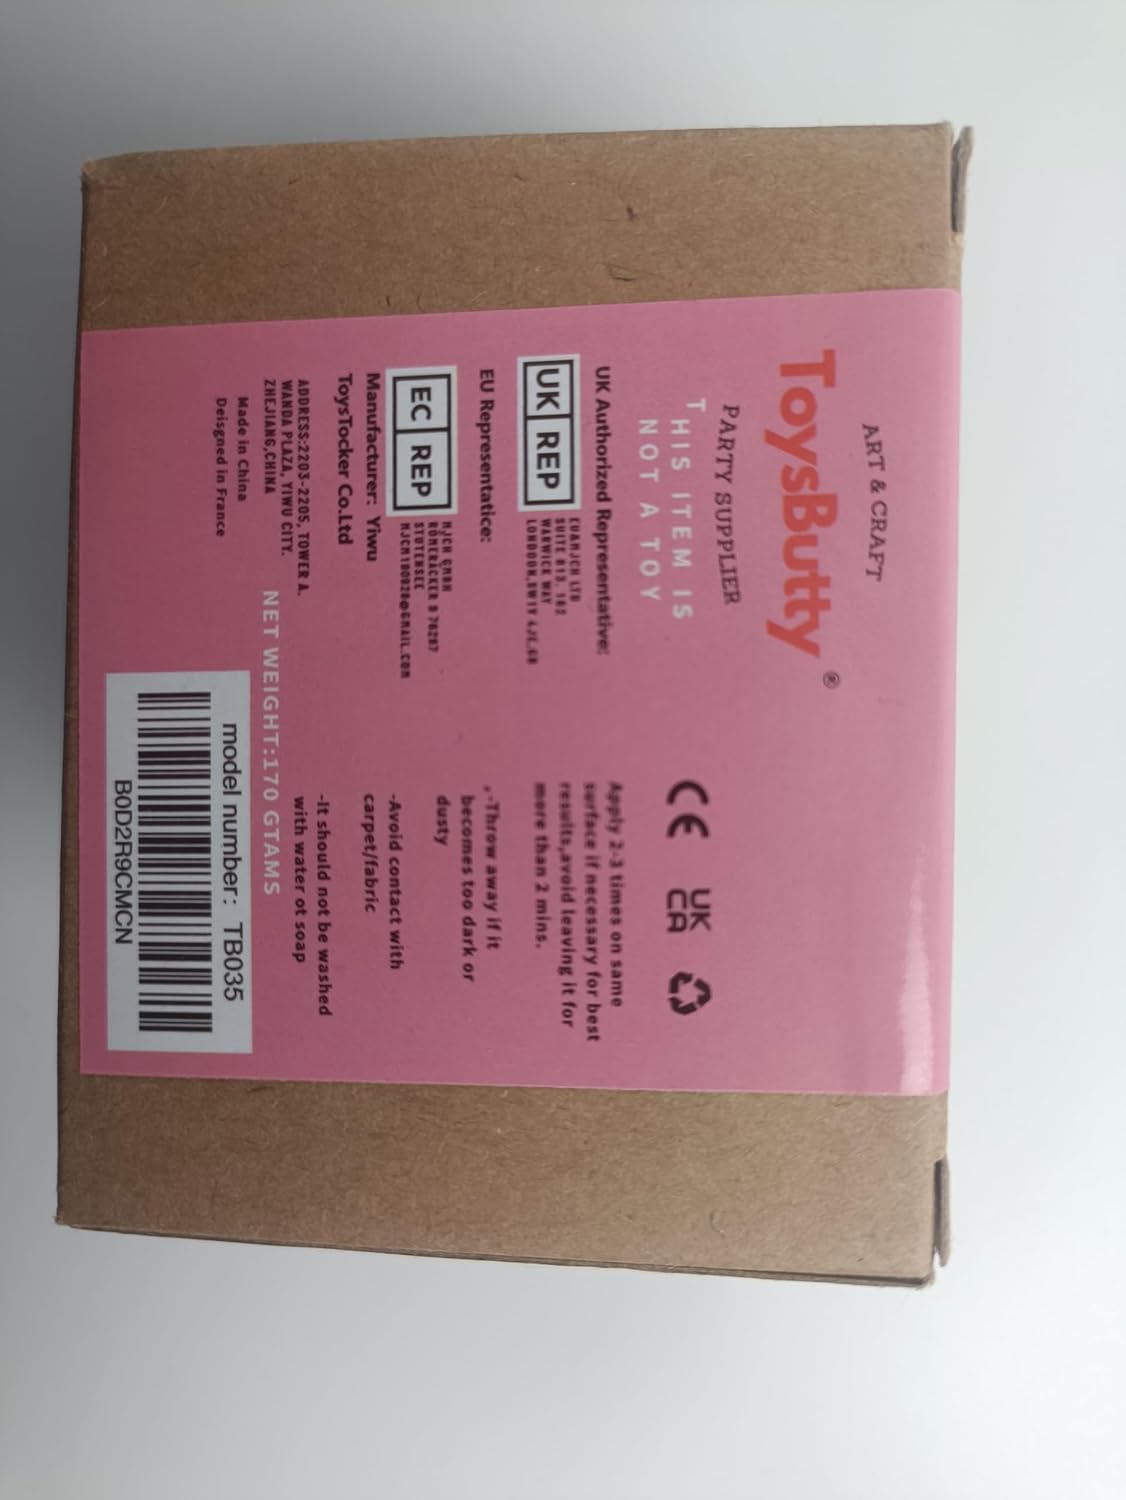 ART & CRAFT
ToysButty ®
PARTY SUPPLIER
THIS ITEM IS
NOT A TOY
UK Authorized Representative:
UK REP
EUAMJCH LTD
SUITE 813, 162
WARWICK WAY
EU Representatice:
EC REP
MJCH GMBH
STUTENSEE
Manufacturer: Yiwu
ToysTocker Co.Ltd
ADDRESS:2203-2205, TOWER A.
WANDA PLAZA, YIWU CITY.
ZHEJIANG,CHINA
Made in China
Deisgned in France
CE
UK
CA
Apply 2-3 times on same
surface if necessary for best
results,avoid leaving it for
more than 2 mins.
.-Throw away if it
becomes too dark or
dusty
-Avoid contact with
carpet/fabric
-It should not be washed
with water ot soap
NET WEIGHT:170 GTAMS
model number: TB035
B0D2R9CMCN